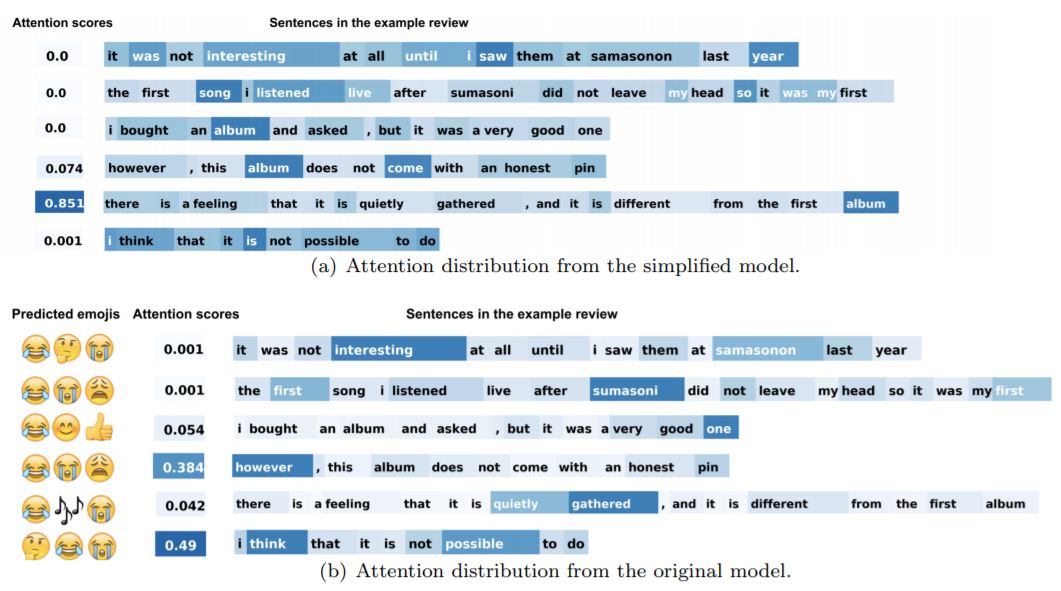 Attention scores Sentences in the example review
0.0 it was not interesting at all until i saw them at samasonon last year
0.0 the first song i listened live after sumasoni did not leave my head so it was my first
0.0 i bought an album and asked , but it was a very good one
0.074 however , this album does not come with an honest pin
0.851 there is a feeling that it is quietly gathered , and it is different from the first album
0.001 i think that it is not possible to do
(a) Attention distribution from the simplified model.
Predicted emojis Attention scores Sentences in the example review
0.001 it was not interesting at all until i saw them at samasonon last year
0.001 the first song i listened live after sumasoni did not leave my head so it was my first
0.054 i bought an album and asked , but it was a very good one
0.384 however , this album does not come with an honest pin
0.042 there is a feeling that it is quietly gathered , and it is different from the first album
0.49 i think that it is not possible to do
(b) Attention distribution from the original model.